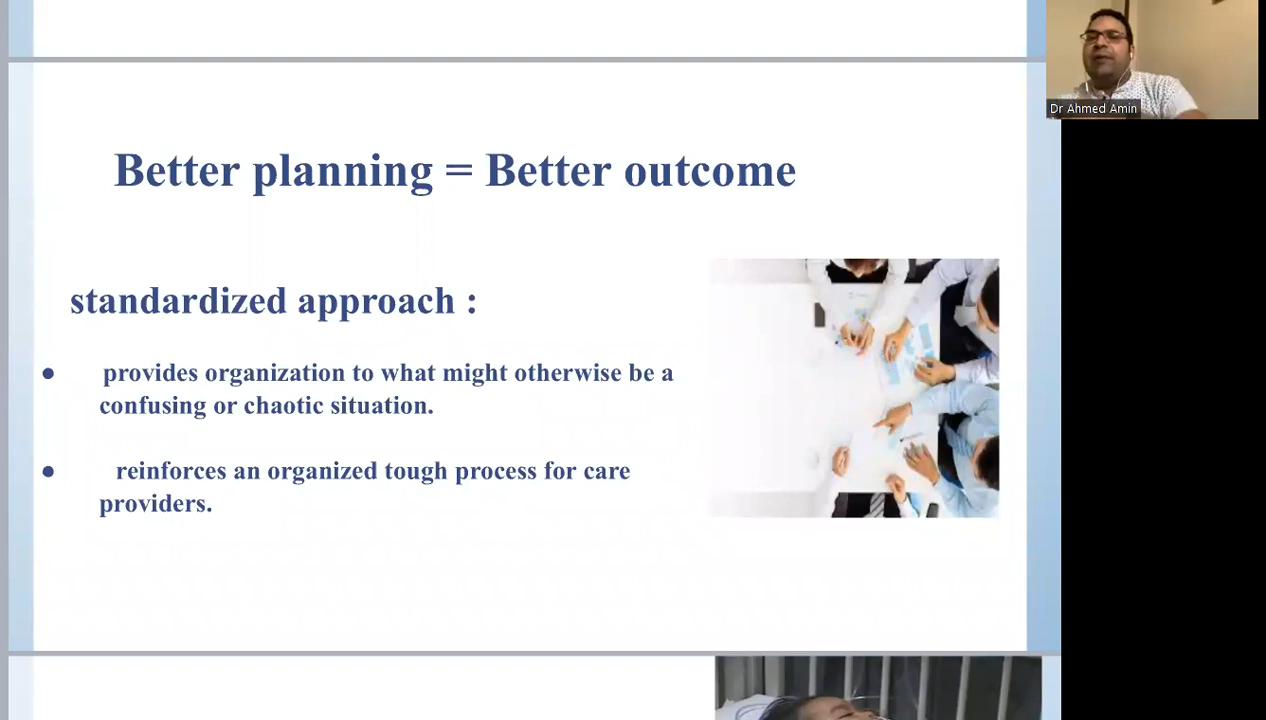 Better planning = Better outcome
standardized approach :
● provides organization to what might otherwise be a
confusing or chaotic situation.
● reinforces an organized tough process for care
providers.
Dr Ahmed Amin